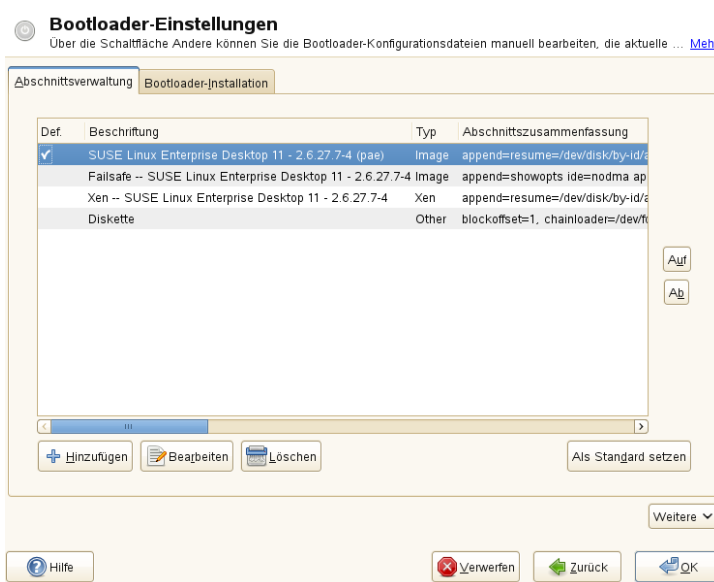 Bootloader-Einstellungen
Über die Schaltfläche Andere können Sie die Bootloader-Konfigurationsdateien manuell bearbeiten, die aktuelle ... Meh
Abschnittsverwaltung Bootloader-Installation
Def. Beschriftung Typ Abschnittszusammenfassung
SUSE Linux Enterprise Desktop 11 - 2.6.27.7-4 (pae) Image append=resume=/dev/disk/by-id/a
Failsafe -- SUSE Linux Enterprise Desktop 11 - 2.6.27.7-4 Image append=showopts ide=nodma ap
Xen -- SUSE Linux Enterprise Desktop 11 - 2.6.27.7-4 Xen append=resume=/dev/disk/by-id/a
Diskette Other blockoffset=1, chainloader=/dev/fd
Auf
Ab
Hinzufügen Bearbeiten Löschen Als Standard setzen
Weitere
Hilfe Verwerfen Zurück OK